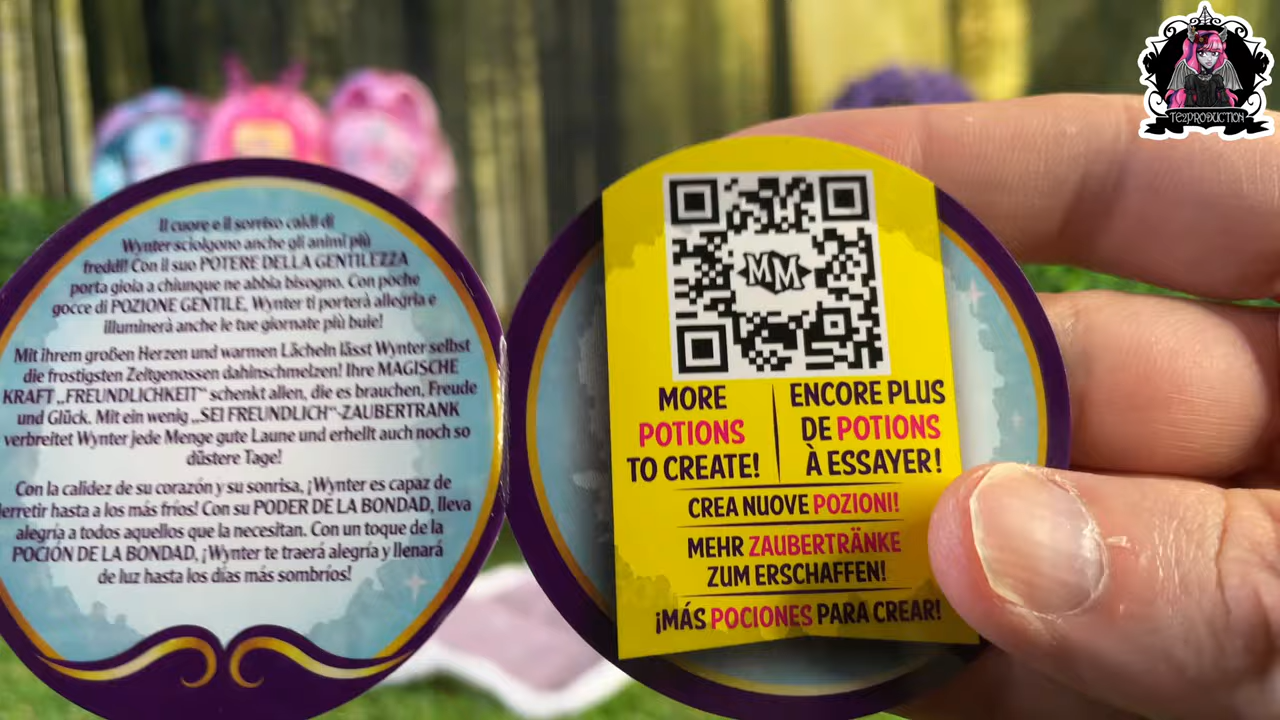 Il cuore e il sorriso caldi di
Wynter sciolgono anche gli animi più
freddi! Con il suo POTERE DELLA GENTILEZZA
porta gioia a chiunque ne abbia bisogno. Con poche
gocce di POZIONE GENTILE, Wynter ti porterà allegria e
illuminerà anche le tue giornate più buie!
Mit ihrem großen Herzen und warmen Lächeln lässt Wynter selbst
die frostigsten Zeitgenossen dahinschmelzen! Ihre MAGISCHE
KRAFT „FREUNDLICHKEIT“ schenkt allen, die es brauchen, Freude
und Glück. Mit ein wenig „SEI FREUNDLICH“-ZAUBERTRANK
verbreitet Wynter jede Menge gute Laune und erhellt auch noch so
düstere Tage!
Con la calidez de su corazón y su sonrisa, ¡Wynter es capaz de
derretir hasta a los más fríos! Con su PODER DE LA BONDAD, lleva
alegría a todos aquellos que la necesitan. Con un toque de la
POCIÓN DE LA BONDAD, ¡Wynter te traerá alegría y llenará
de luz hasta los días más sombríos!
MM
MORE
POTIONS
TO CREATE!
ENCORE PLUS
DE POTIONS
À ESSAYER!
CREA NUOVE POZIONI!
MEHR ZAUBERTRÄNKE
ZUM ERSCHAFFEN!
¡MÁS POCIONES PARA CREAR!
TEZPRODUCTION